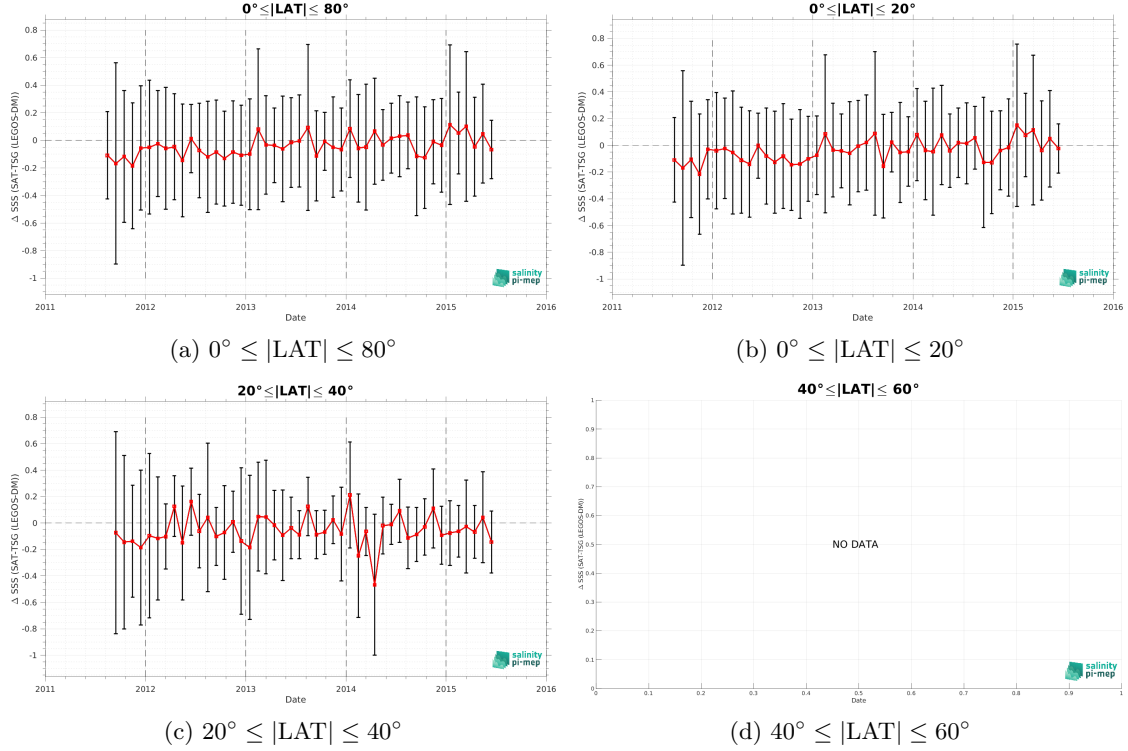 0°≤|LAT|≤ 80°
Δ SSS (SAT-TSG (LEGOS-DM))
0.8
0.6
0.4
0.2
0
-0.2
-0.4
-0.6
-0.8
-1
2011 2012 2013 2014 2015 2016
Date
salinity
pi-mep
(a) 0° ≤ |LAT| ≤ 80°
0°≤|LAT|≤ 20°
Δ SSS (SAT-TSG (LEGOS-DM))
0.8
0.6
0.4
0.2
0
-0.2
-0.4
-0.6
-0.8
-1
2011 2012 2013 2014 2015 2016
Date
salinity
pi-mep
(b) 0° ≤ |LAT| ≤ 20°
20°≤|LAT|≤ 40°
Δ SSS (SAT-TSG (LEGOS-DM))
0.8
0.6
0.4
0.2
0
-0.2
-0.4
-0.6
-0.8
-1
2011 2012 2013 2014 2015 2016
Date
salinity
pi-mep
(c) 20° ≤ |LAT| ≤ 40°
40°≤|LAT|≤ 60°
Δ SSS (SAT-TSG (LEGOS-DM))
1
0.9
0.8
0.7
0.6
0.5
0.4
0.3
0.2
0.1
0
NO DATA
0 0.1 0.2 0.3 0.4 0.5 0.6 0.7 0.8 0.9 1
Date
salinity
pi-mep
(d) 40° ≤ |LAT| ≤ 60°